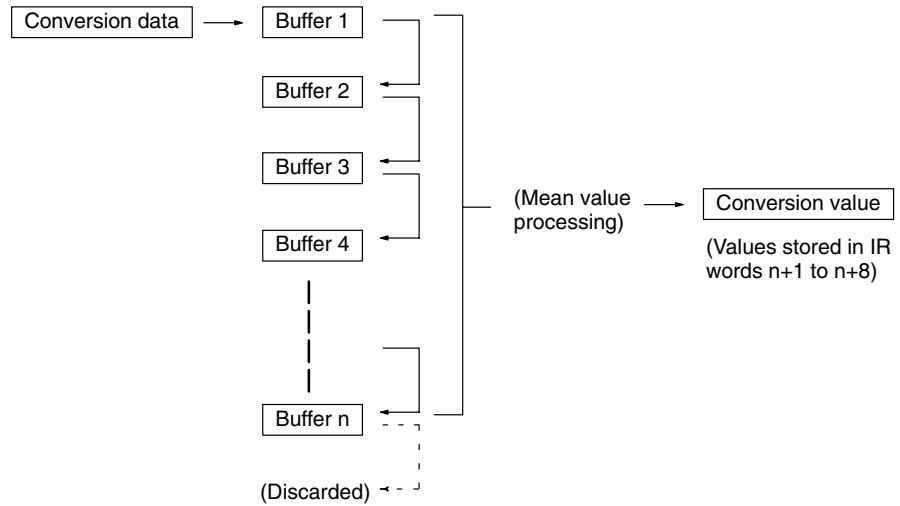 Conversion data
Buffer 1
Buffer 2
Buffer 3
Buffer 4
Buffer n
(Discarded)
(Mean value
processing)
Conversion value
(Values stored in IR
words n+1 to n+8)